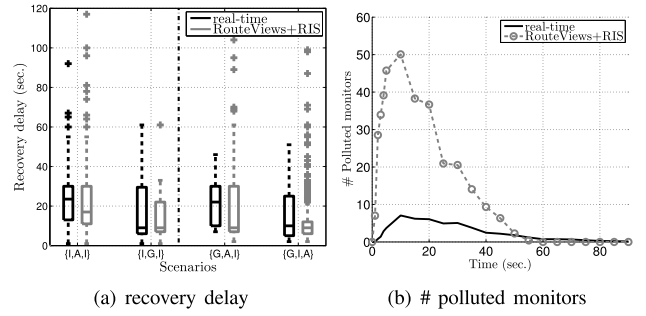 120
100
80
60
40
20
0
Recovery delay (sec.)
real-time
RouteViews+RIS
{I,A,I}
{I,G,I}
{G,A,I}
{G,I,A}
Scenarios
(a) recovery delay
60
50
40
30
20
10
0
# Polluted monitors
real-time
RouteViews+RIS
0
20
40
60
80
Time (sec.)
(b) # polluted monitors